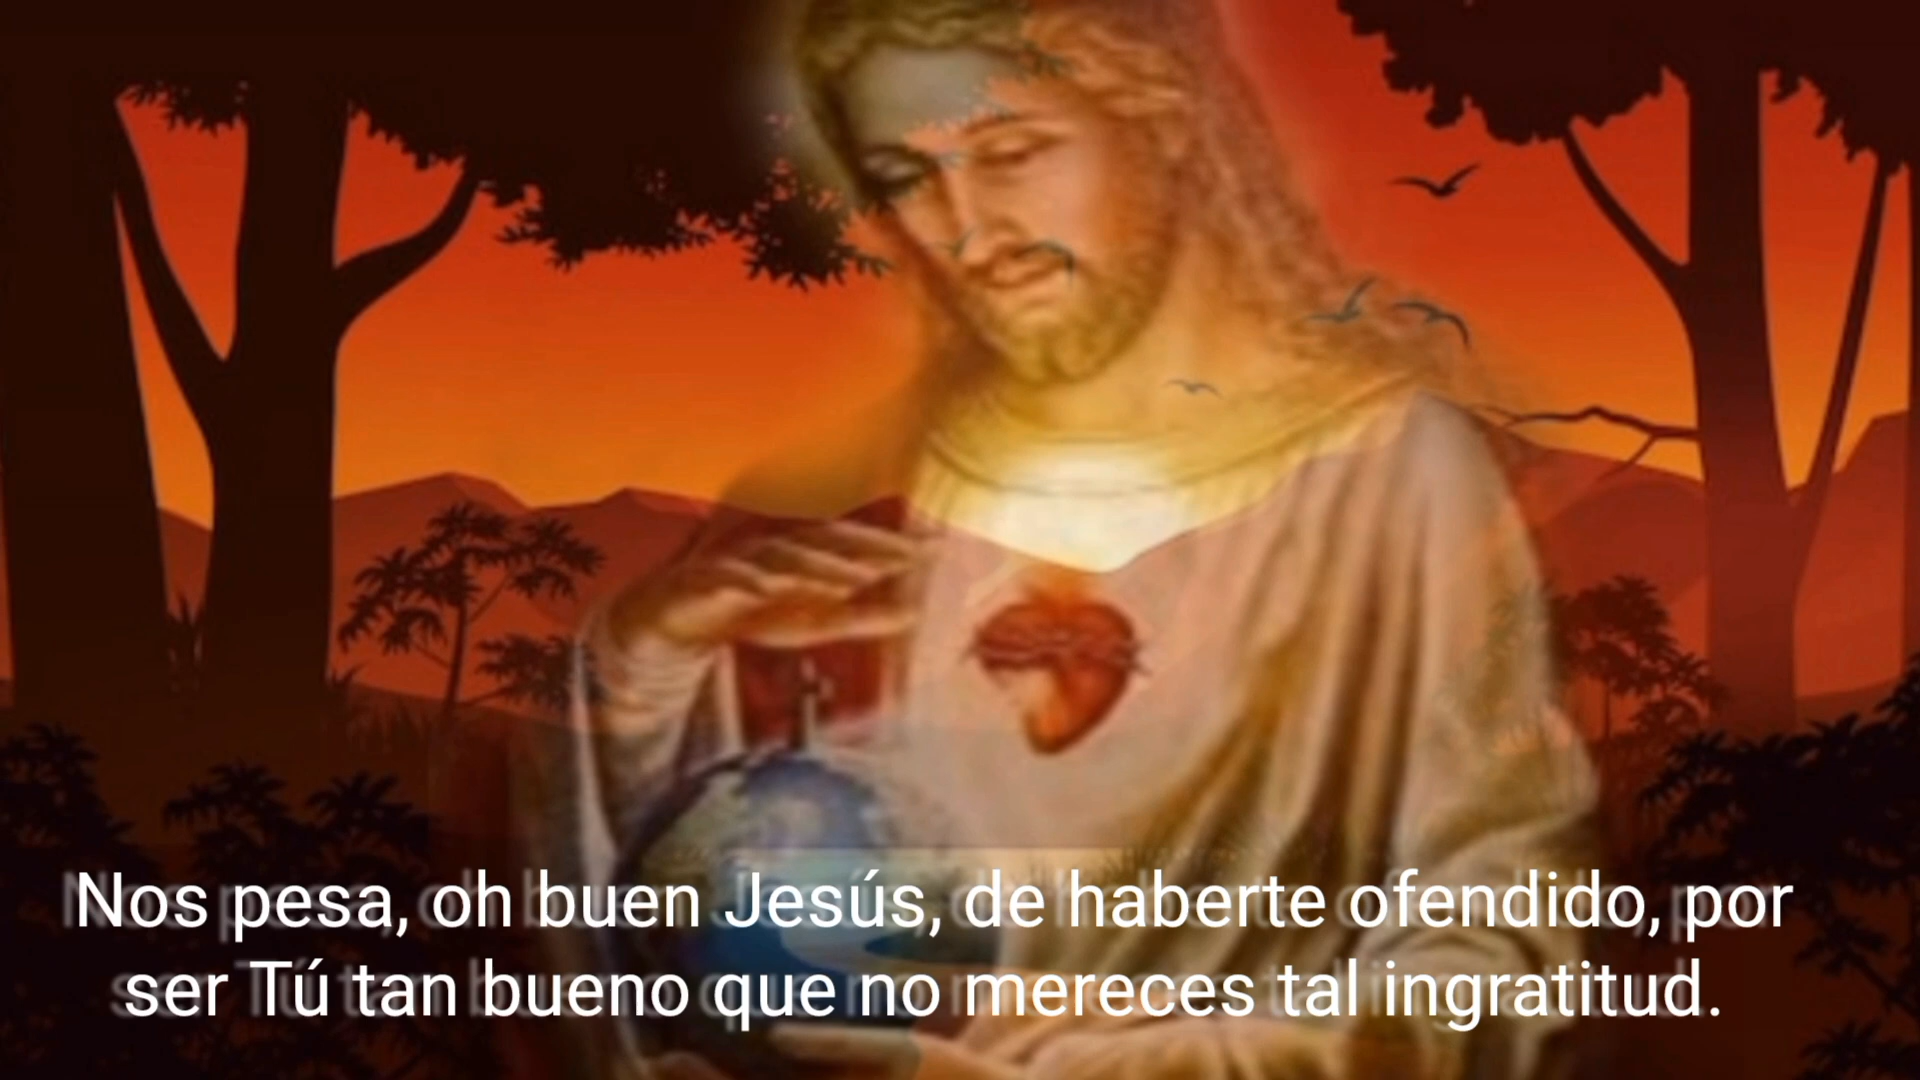 Nos pesa, oh buen Jesús, de haberte ofendido, por
ser Tú tan bueno que no mereces tal ingratitud.